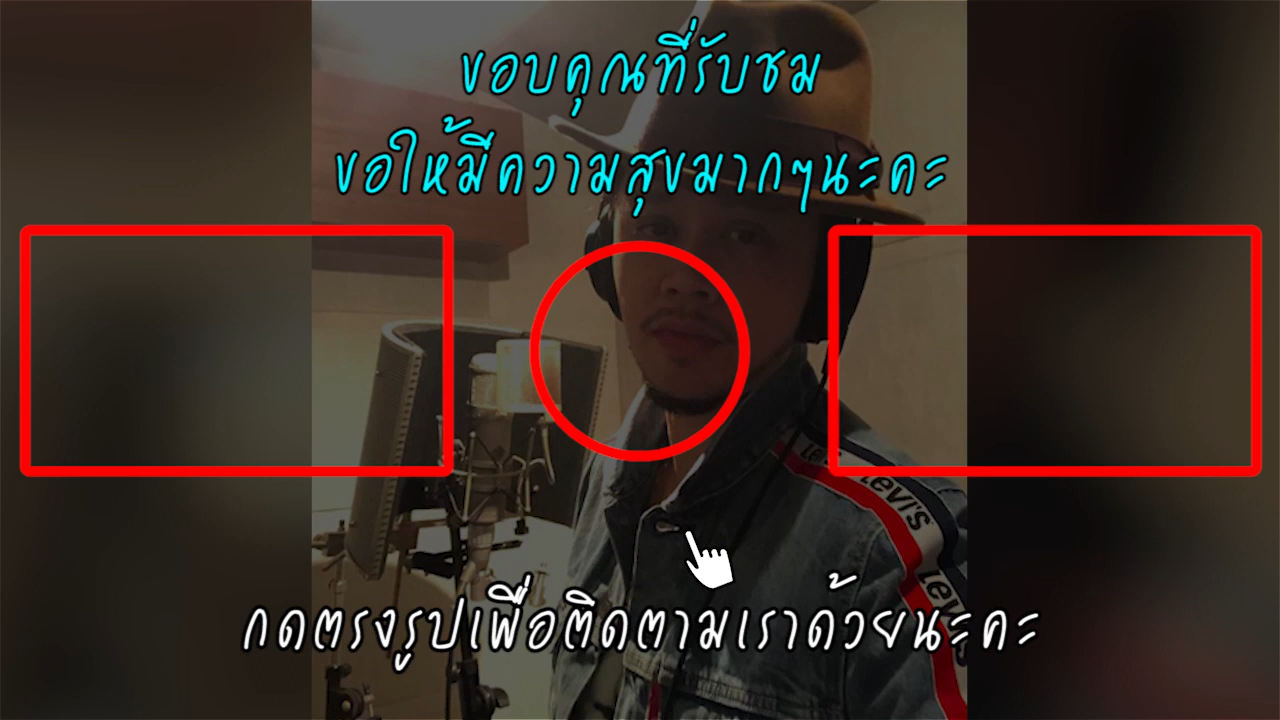 ขอบคุณที่รับชม
ขอให้มีความสุขมากๆนะคะ
Levi's
Levi's
กดตรงรูปเพื่อติดตามเราด้วยนะคะ